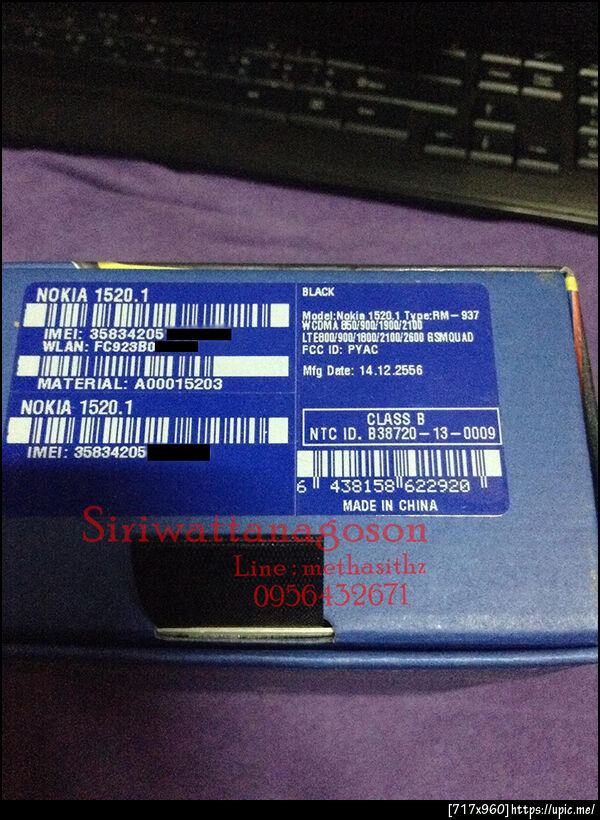 NOKIA 1520.1
IMEI: 35834205
WLAN: FC923B0
MATERIAL: A00015203
NOKIA 1520.1
IMEI: 35834205
BLACK
Model:Nokia 1520.1 Type:RM-937
WCDMA 850/900/1900/2100
LTE800/900/1800/2100/2600 GSMQUAD
FCC ID: PYAC
Mfg Date: 14.12.2556
CLASS B
NTC ID. B38720-13-0009
6 438158 622920
MADE IN CHINA
Siriwattanagoson
Line : methasithz
0956432671
[717x960] https://upic.me/